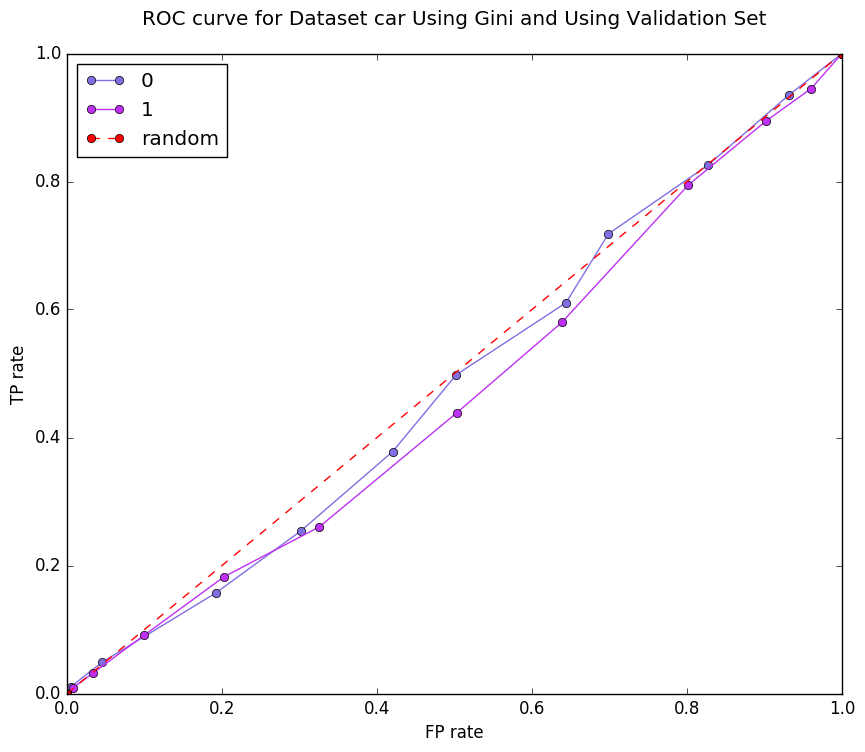 ROC curve for Dataset car Using Gini and Using Validation Set
0
1
random
TP rate
1.0
0.8
0.6
0.4
0.2
0.0
0.0 0.2 0.4 0.6 0.8 1.0
FP rate